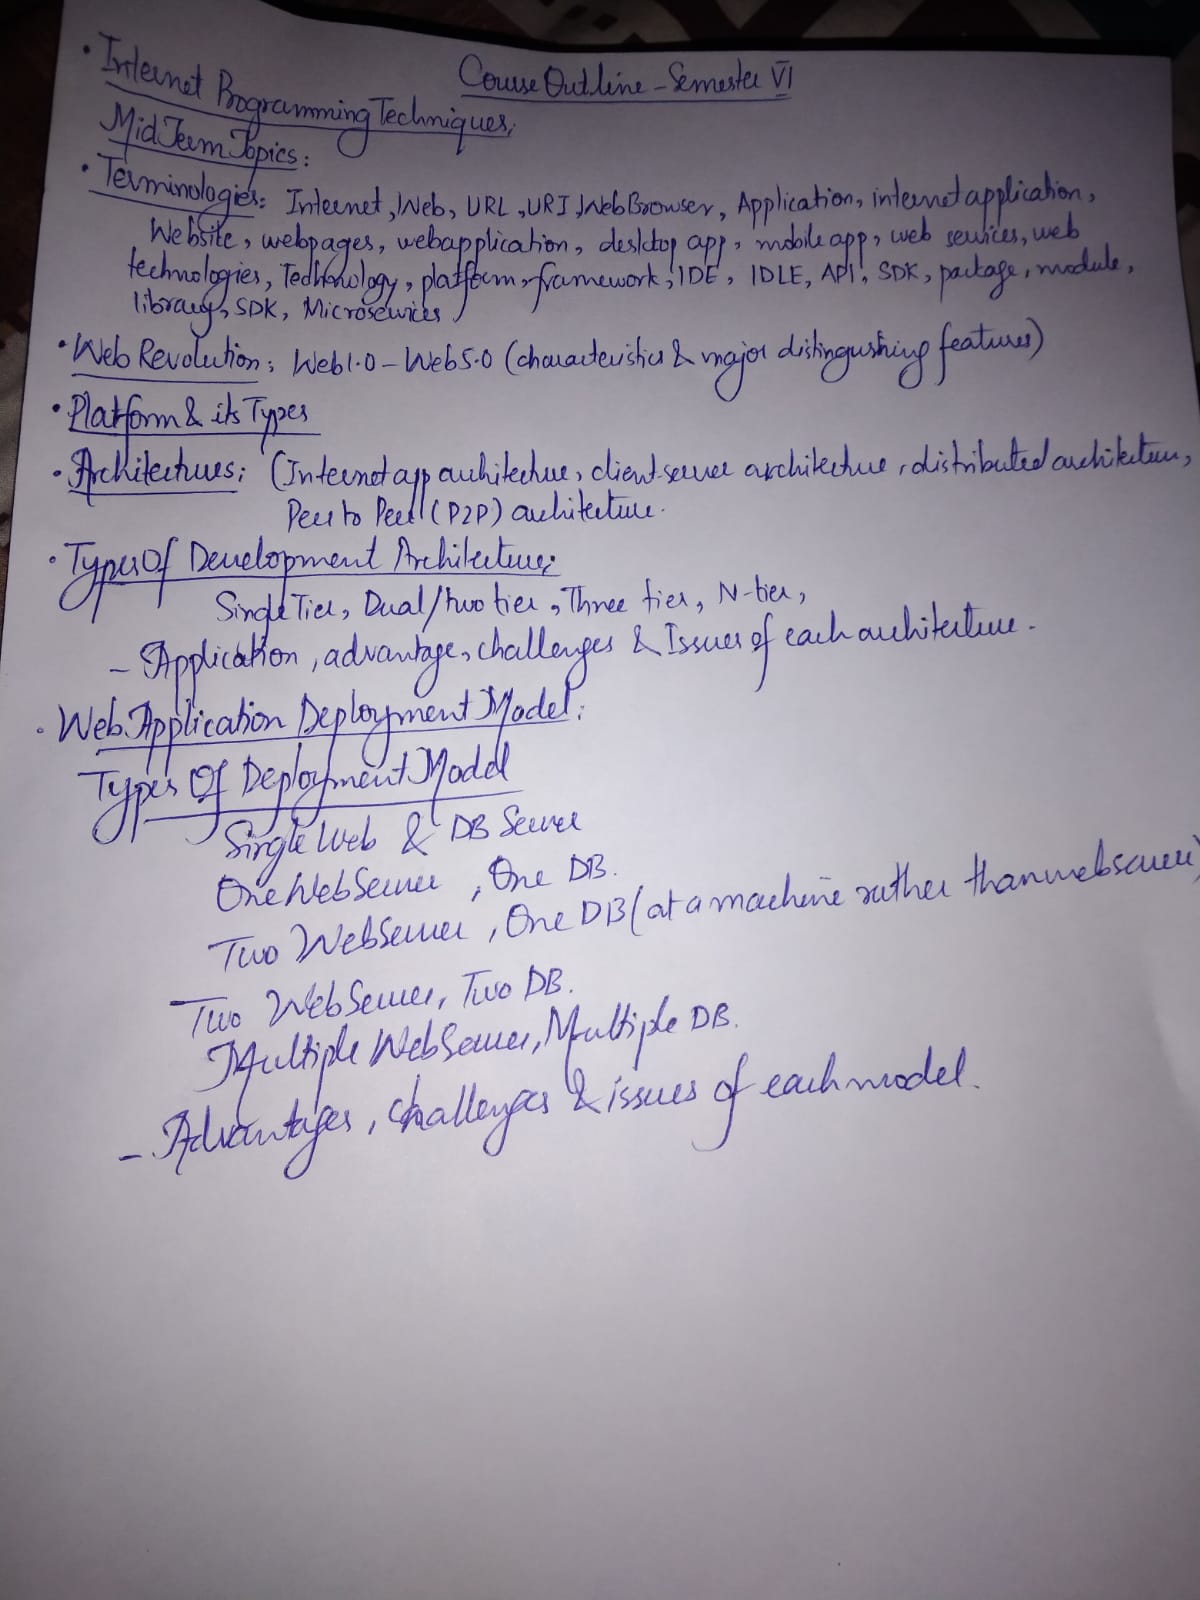 Course Outline - Semester VI
• Internet Programming Techniques;
Mid Term Topics:
• Terminologies: Internet, Web, URL, URI, WebBrowser, Application, internet application,
Website, webpages, webapplication, desktop app, mobile app, web services, web
technologies, Technology, platform, framework, IDE, IDLE, API, SDK, package, module,
library, SDK, Microservices
• Web Revolution: Web1.0 - Web5.0 (characteristics & major distingushing features)
• Platform & its Types
• Architectures; (Internet app architecture, client-server architecture, distributed architecture,
Peer to Peer (P2P) architecture.
• Types Of Development Architecture:
Single Tier, Dual/two tier, Three tier, N-tier,
- Application, advantage, challenges & Issues of each architecture.
• Web Application Deployment Model:
Types Of Deployment Model
Single Web & DB Server
One WebServer, One DB.
Two WebServer, One DB (at a machine rather than webserver)
Two WebServer, Two DB.
Multiple WebServer, Multiple DB.
- Advantages, Challenges & issues of each model.